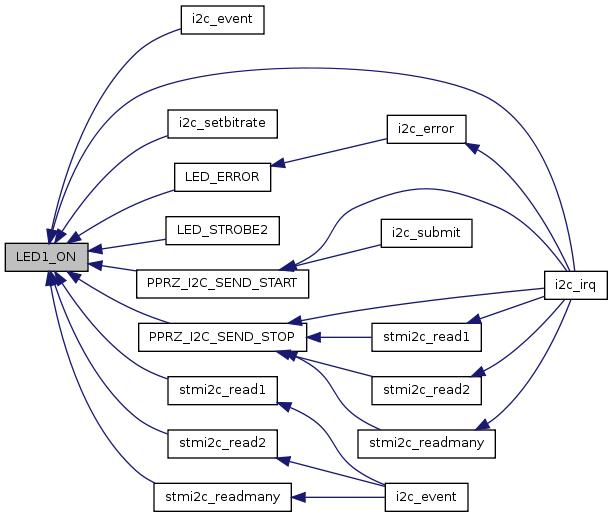 i2c_event
i2c_setbitrate
i2c_error
LED_ERROR
LED_STROBE2
i2c_submit
LED1_ON
PPRZ_I2C_SEND_START
i2c_irq
PPRZ_I2C_SEND_STOP
stmi2c_read1
stmi2c_read1
stmi2c_read2
stmi2c_read2
stmi2c_readmany
stmi2c_readmany
i2c_event